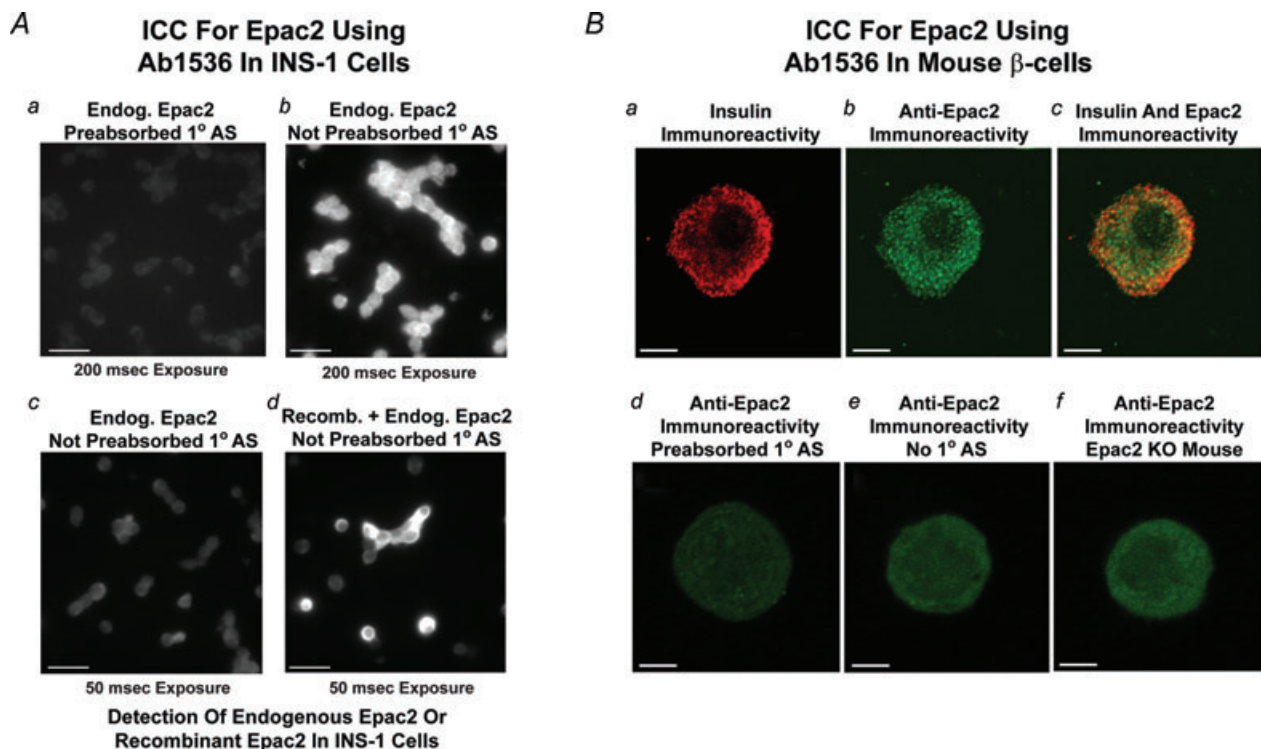 A
ICC For Epac2 Using
Ab1536 In INS-1 Cells
a
Endog. Epac2
Preabsorbed 1° AS
b
Endog. Epac2
Not Preabsorbed 1° AS
200 msec Exposure
200 msec Exposure
c
Endog. Epac2
Not Preabsorbed 1° AS
d
Recomb. + Endog. Epac2
Not Preabsorbed 1° AS
50 msec Exposure
50 msec Exposure
Detection Of Endogenous Epac2 Or
Recombinant Epac2 In INS-1 Cells
B
ICC For Epac2 Using
Ab1536 In Mouse β-cells
a
Insulin
Immunoreactivity
b
Anti-Epac2
Immunoreactivity
c
Insulin And Epac2
Immunoreactivity
d
Anti-Epac2
Immunoreactivity
Preabsorbed 1° AS
e
Anti-Epac2
Immunoreactivity
No 1° AS
f
Anti-Epac2
Immunoreactivity
Epac2 KO Mouse